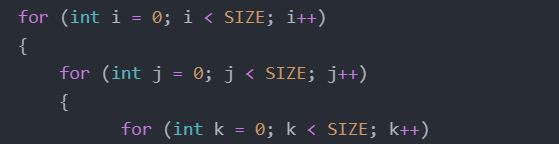 for (int i = 0; i < SIZE; i++)
{
for (int j = 0; j < SIZE; j++)
{
for (int k = 0; k < SIZE; k++)